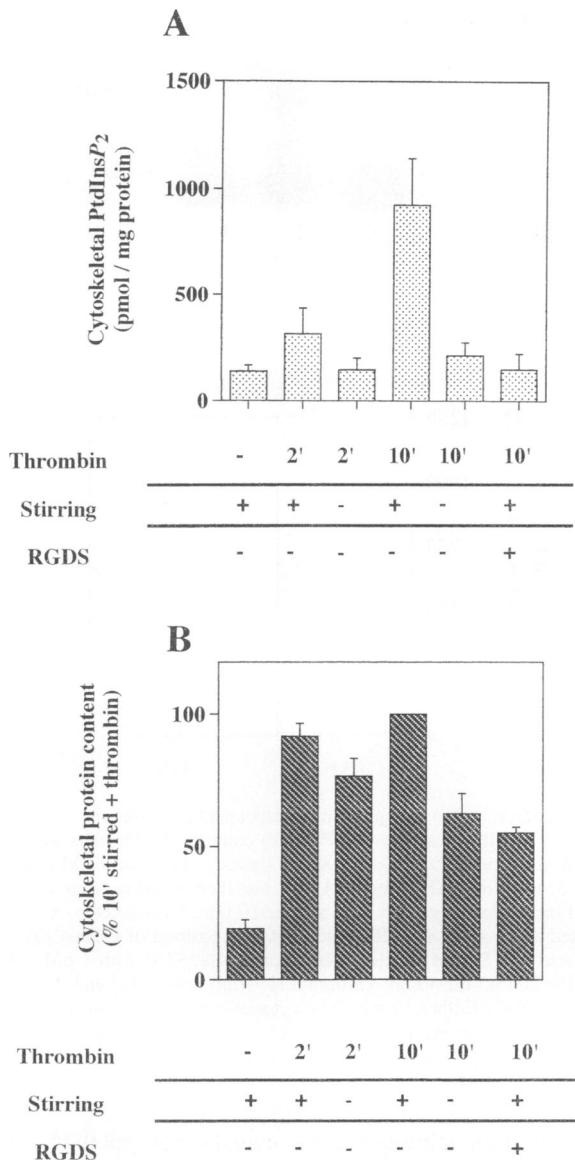 A
Cytoskeletal PtdInsP2
(pmol / mg protein)
1500
1000
500
0
Thrombin - 2' 2' 10' 10' 10'
Stirring + + - + - +
RGDS - - - - - +
B
Cytoskeletal protein content
(% 10' stirred + thrombin)
100
50
0
Thrombin - 2' 2' 10' 10' 10'
Stirring + + - + - +
RGDS - - - - - +